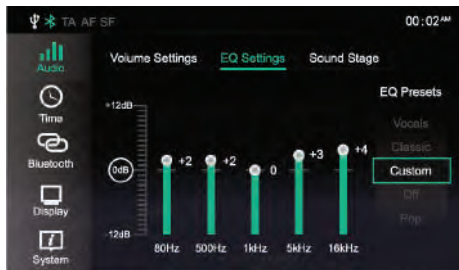 TA AF SF
00:02AM
Audio
Time
Bluetooth
Display
System
Volume Settings
EQ Settings
Sound Stage
EQ Presets
+12dB
0dB
-12dB
+2
+2
0
+3
+4
80Hz
500Hz
1kHz
5kHz
16kHz
Vocals
Classic
Custom
Off
Pop